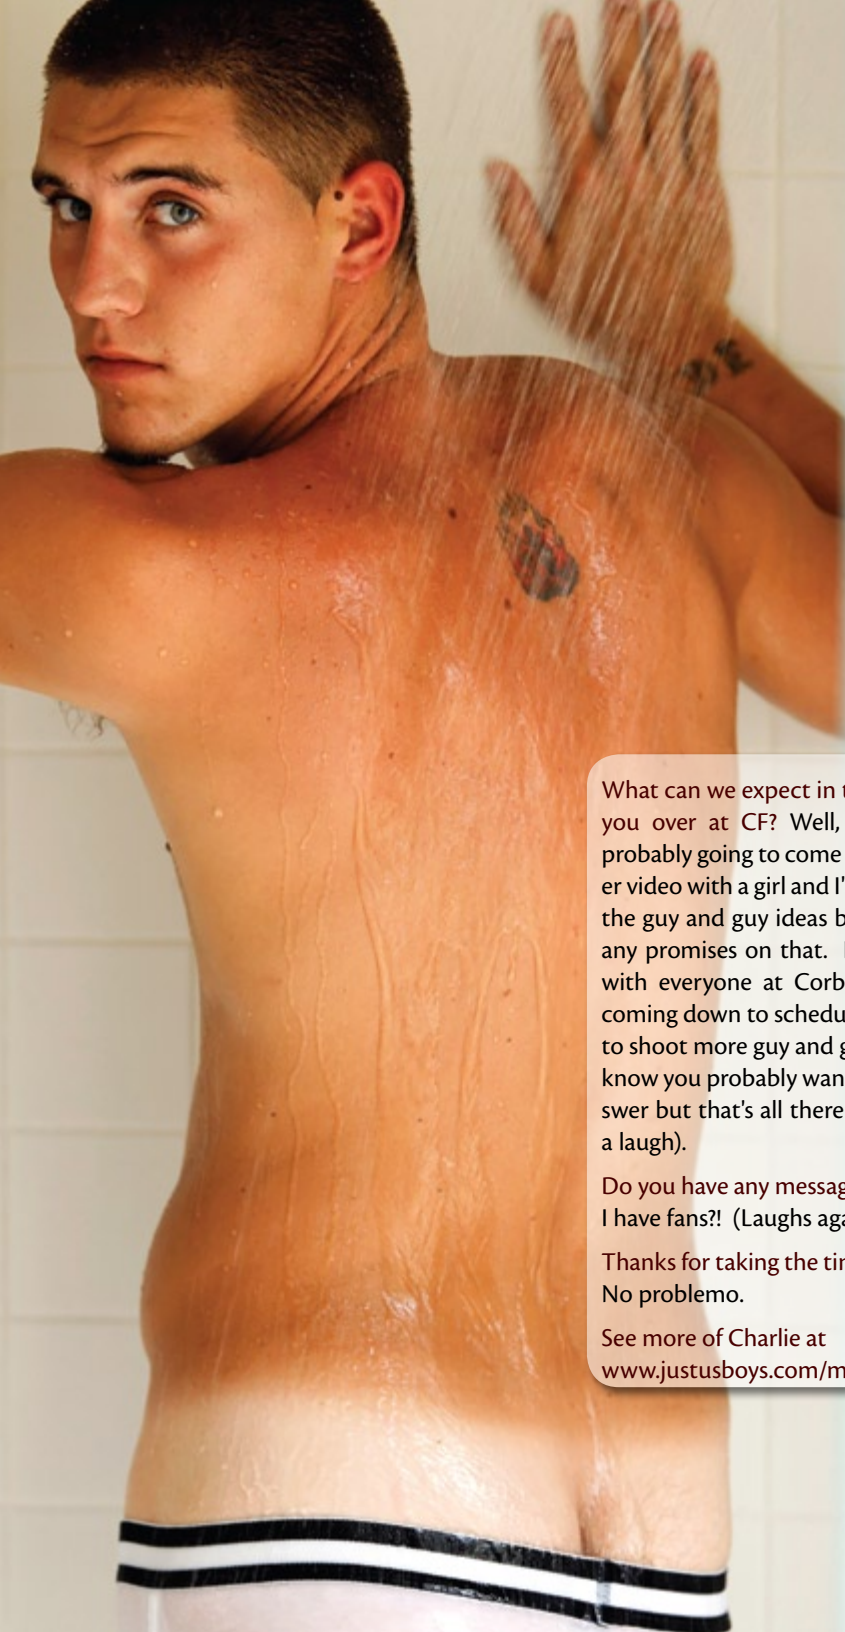 What can we expect in t
you over at CF? Well,
probably going to come
er video with a girl and I'
the guy and guy ideas b
any promises on that.
with everyone at Corb
coming down to schedu
to shoot more guy and g
know you probably wan
swer but that's all there
a laugh).
Do you have any messag
I have fans?! (Laughs aga
Thanks for taking the tin
No problemo.
See more of Charlie at
www.justusboys.com/m